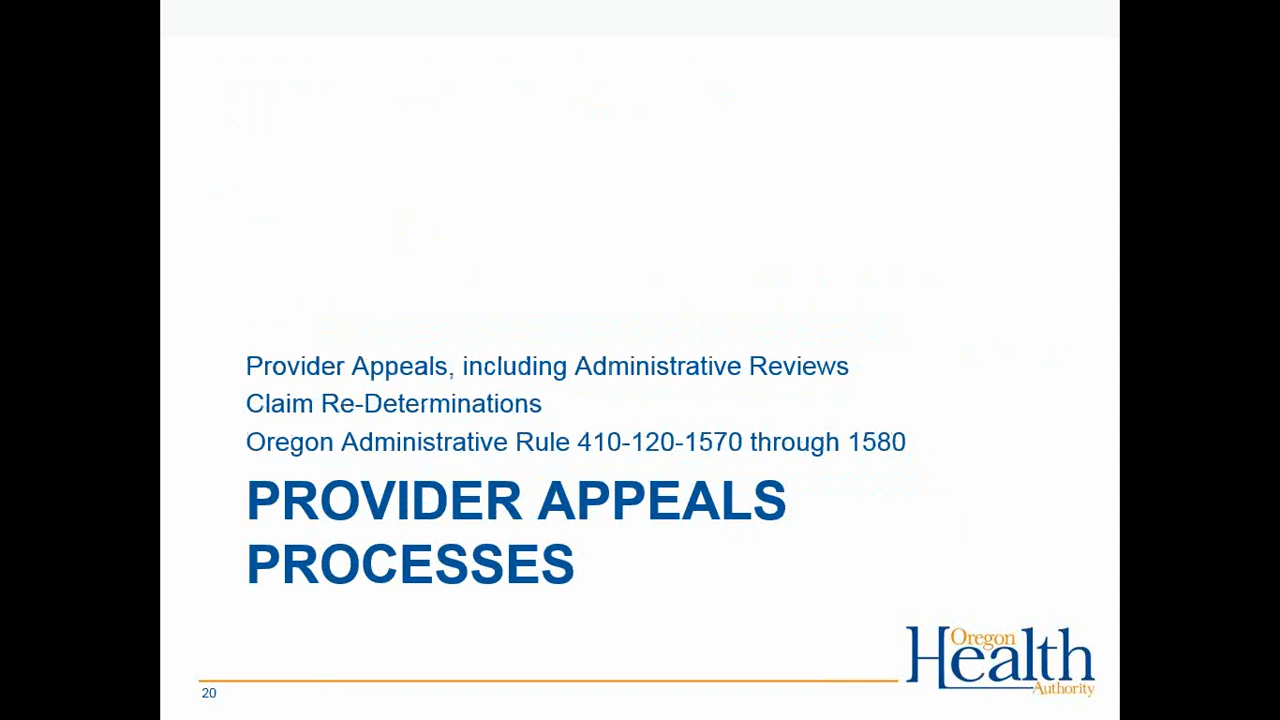 Provider Appeals, including Administrative Reviews
Claim Re-Determinations
Oregon Administrative Rule 410-120-1570 through 1580
PROVIDER APPEALS
PROCESSES
Oregon
Health
Authority
20